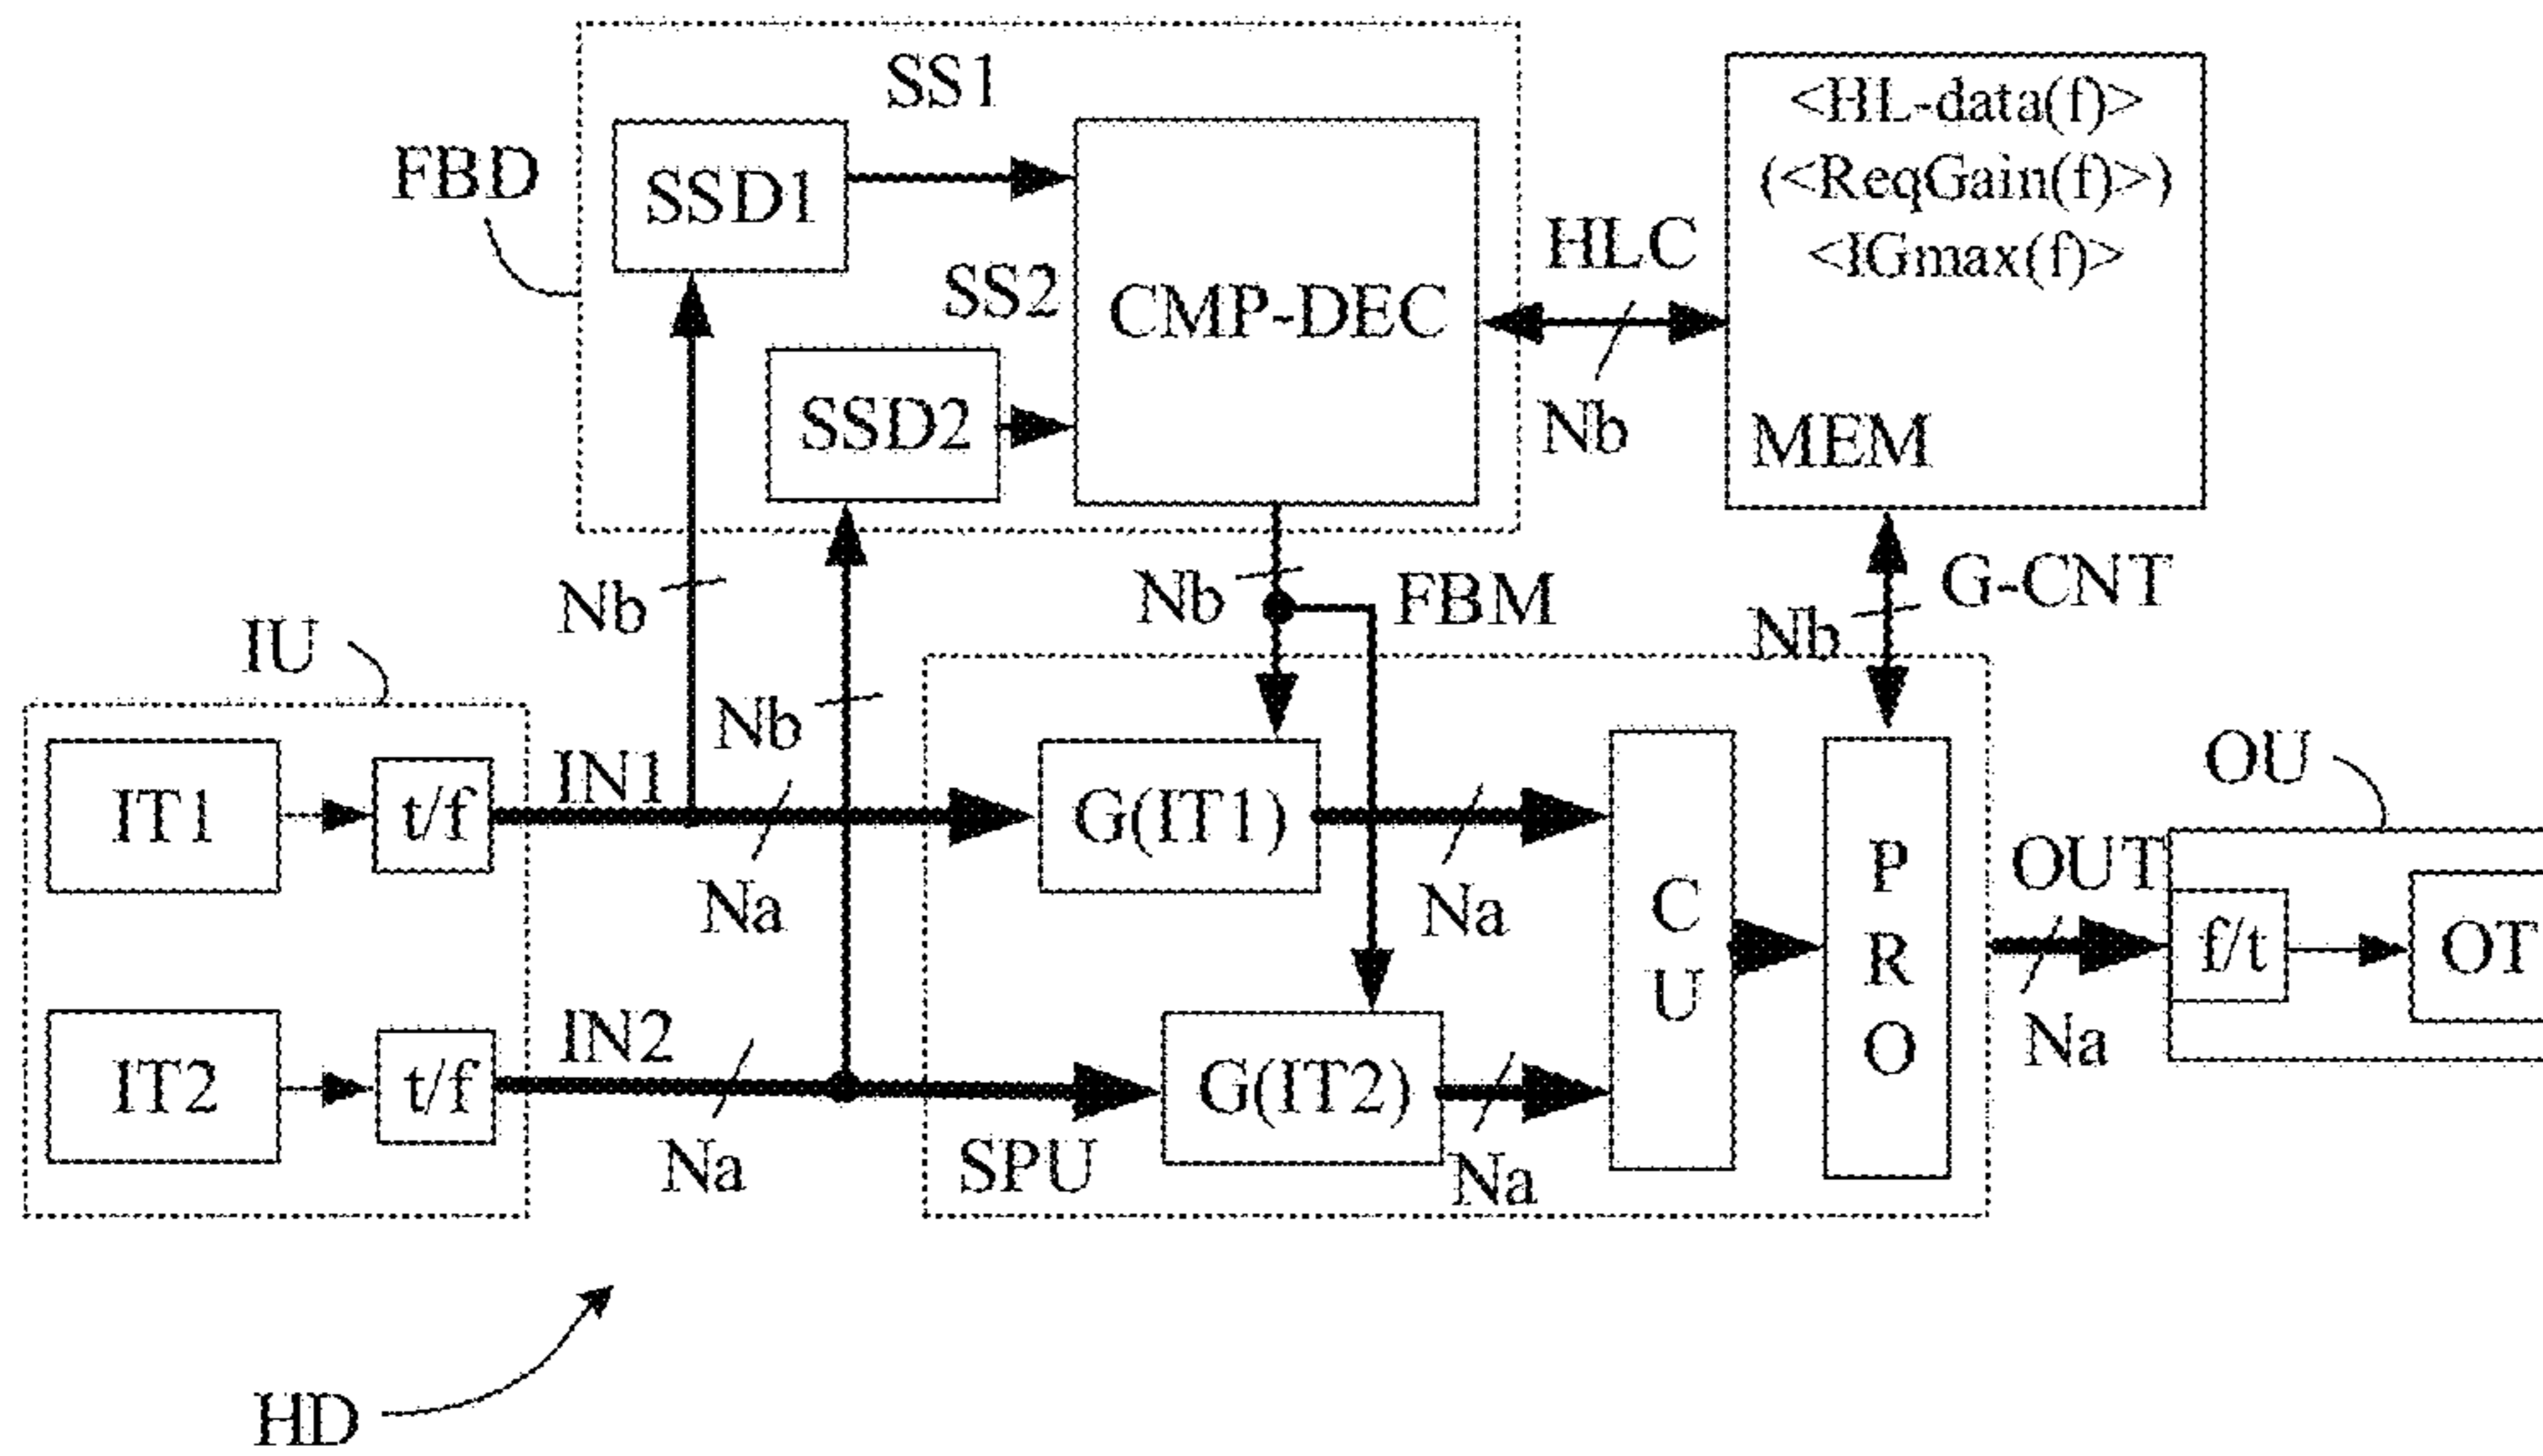 SS1
<HL-data(f)>
(<ReqGain(f)>)
<IGmax(f)>
FBD
SSD1
HLC
SS2
CMP-DEC
SSD2
Nb
MEM
Nb
Nb
FBM
G-CNT
Nb
IU
Nb
IN1
OU
IT1
t/f
G(IT1)
P
R
O
OUT
C
U
Na
Na
f/t
OT
IN2
Na
IT2
t/f
G(IT2)
Na
SPU
Na
HD